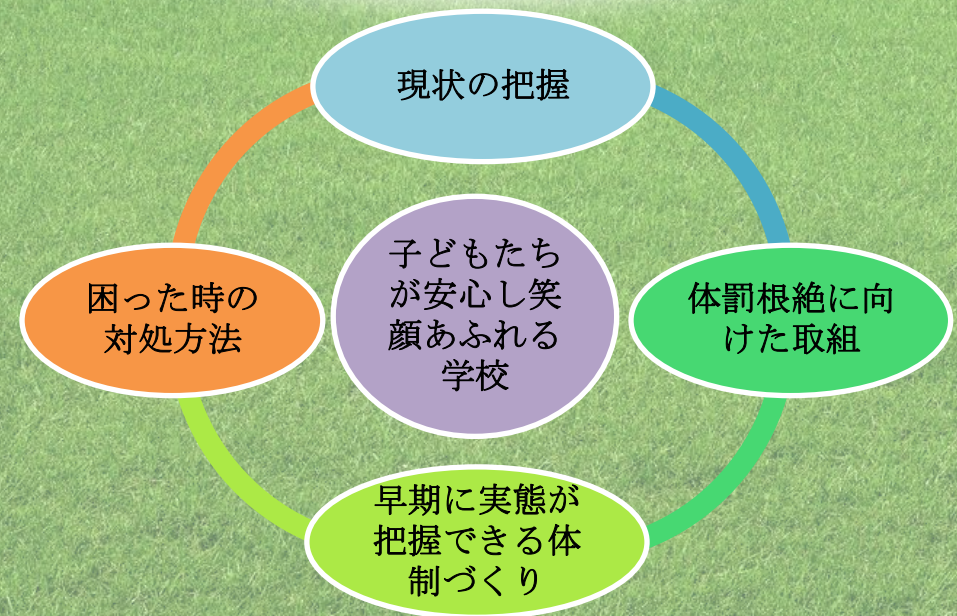 現状の把握
子どもたち
が安心し笑
顔あふれる
学校
困った時の
対処方法
体罰根絶に向
けた取組
早期に実態が
把握できる体
制づくり